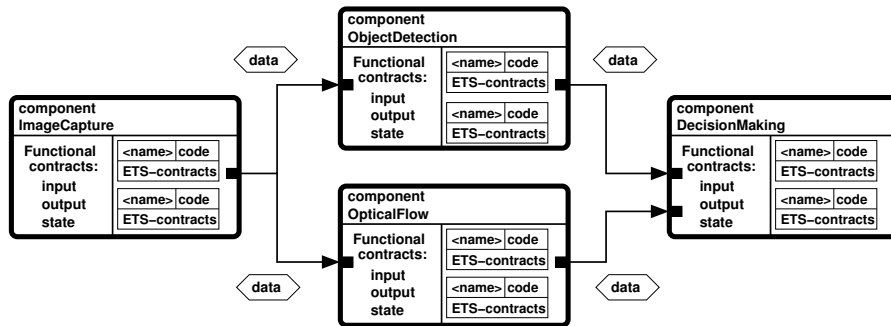 component
ImageCapture
Functional
contracts:
input
output
state
<name> code
ETS-contracts
<name> code
ETS-contracts
data
data
component
ObjectDetection
Functional
contracts:
input
output
state
<name> code
ETS-contracts
<name> code
ETS-contracts
component
OpticalFlow
Functional
contracts:
input
output
state
<name> code
ETS-contracts
<name> code
ETS-contracts
data
data
component
DecisionMaking
Functional
contracts:
input
output
state
<name> code
ETS-contracts
<name> code
ETS-contracts